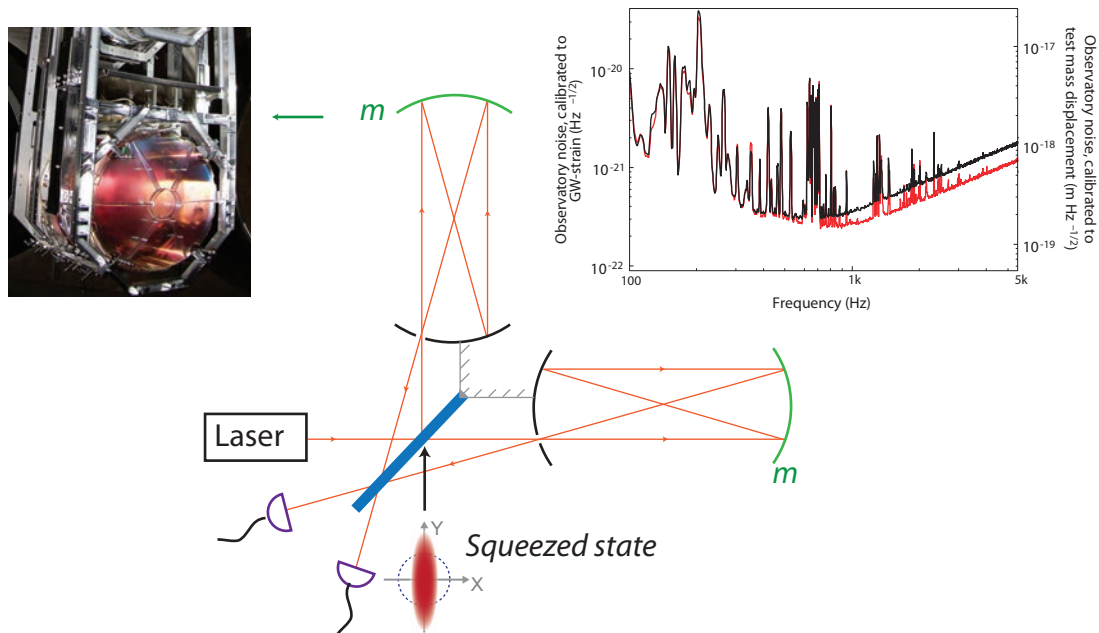 Observatory noise, calibrated to
GW-strain (Hz –1/2)
10-20
10-21
10-22
100
1k
5k
Frequency (Hz)
10-17
10-18
10-19
Observatory noise, calibrated to
test mass displacement (m Hz–1/2)
m
Laser
m
Squeezed state
Y
X